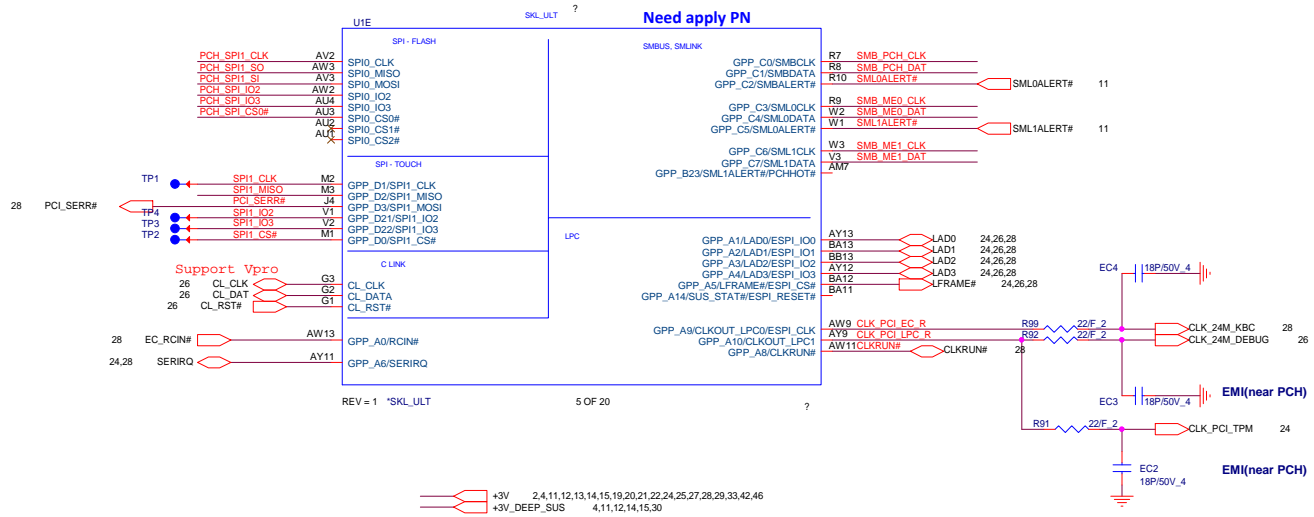 SKL_ULT ? Need apply PN
U1E
SPI - FLASH
PCH_SPI1_CLK AV2 SPI0_CLK
PCH_SPI1_SO AW3 SPI0_MISO
PCH_SPI1_SI AV3 SPI0_MOSI
PCH_SPI_IO2 AW2 SPI0_IO2
PCH_SPI_IO3 AU4 SPI0_IO3
PCH_SPI_CS0# AU3 SPI0_CS0#
AU2 SPI0_CS1#
AU1 SPI0_CS2#
SPI - TOUCH
TP1 SPI1_CLK M2 GPP_D1/SPI1_CLK
SPI1_MISO M3 GPP_D2/SPI1_MISO
28 PCI_SERR# PCI_SERR# J4 GPP_D3/SPI1_MOSI
TP4 SPI1_IO2 V1 GPP_D21/SPI1_IO2
TP3 SPI1_IO3 V2 GPP_D22/SPI1_IO3
TP2 SPI1_CS# M1 GPP_D0/SPI1_CS#
C LINK
Support Vpro
26 CL_CLK G3 CL_CLK
26 CL_DAT G2 CL_DATA
26 CL_RST# G1 CL_RST#
28 EC_RCIN# AW13 GPP_A0/RCIN#
24,28 SERIRQ AY11 GPP_A6/SERIRQ
SMBUS, SMLINK
GPP_C0/SMBCLK R7 SMB_PCH_CLK
GPP_C1/SMBDATA R8 SMB_PCH_DAT
GPP_C2/SMBALERT# R10 SML0ALERT# SML0ALERT# 11
GPP_C3/SML0CLK R9 SMB_ME0_CLK
GPP_C4/SML0DATA W2 SMB_ME0_DAT
GPP_C5/SML0ALERT# W1 SML1ALERT# SML1ALERT# 11
GPP_C6/SML1CLK W3 SMB_ME1_CLK
GPP_C7/SML1DATA V3 SMB_ME1_DAT
GPP_B23/SML1ALERT#/PCHHOT# AM7
LPC
GPP_A1/LAD0/ESPI_IO0 AY13 LAD0 24,26,28
GPP_A2/LAD1/ESPI_IO1 BA13 LAD1 24,26,28
GPP_A3/LAD2/ESPI_IO2 BB13 LAD2 24,26,28
GPP_A4/LAD3/ESPI_IO3 AY12 LAD3 24,26,28
GPP_A5/LFRAME#/ESPI_CS# BA12 LFRAME# 24,26,28
GPP_A14/SUS_STAT#/ESPI_RESET# BA11
EC4 18P/50V_4
GPP_A9/CLKOUT_LPC0/ESPI_CLK AW9 CLK_PCI_EC_R R99 22/F_2 CLK_24M_KBC 28
GPP_A10/CLKOUT_LPC1 AY9 CLK_PCI_LPC_R R92 22/F_2 CLK_24M_DEBUG 26
GPP_A8/CLKRUN# AW11 CLKRUN# CLKRUN# 28
EC3 18P/50V_4 EMI(near PCH)
R91 22/F_2 CLK_PCI_TPM 24
EC2 18P/50V_4 EMI(near PCH)
REV = 1 *SKL_ULT 5 OF 20 ?
+3V 2,4,11,12,13,14,15,19,20,21,22,24,25,27,28,29,33,42,46
+3V_DEEP_SUS 4,11,12,14,15,30